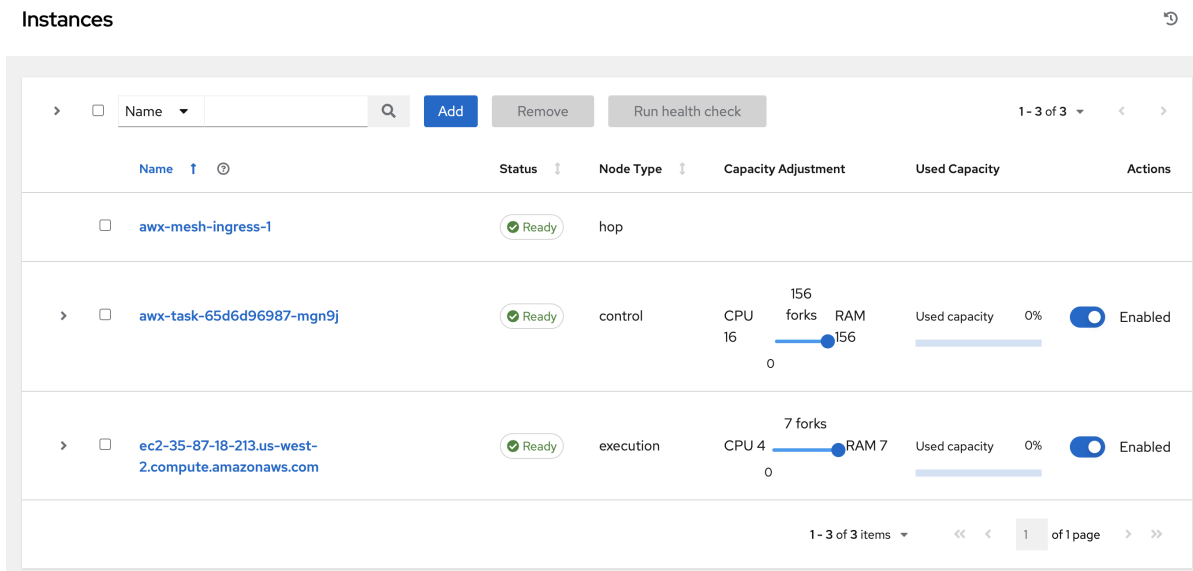 Instances
Name Add Remove Run health check 1 - 3 of 3
Name Status Node Type Capacity Adjustment Used Capacity Actions
awx-mesh-ingress-1 Ready hop
awx-task-65d6d96987-mgn9j Ready control CPU 16 156 forks RAM 156 0 Used capacity 0% Enabled
ec2-35-87-18-213.us-west-
2.compute.amazonaws.com Ready execution CPU 4 7 forks RAM 7 0 Used capacity 0% Enabled
1 - 3 of 3 items 1 of 1 page